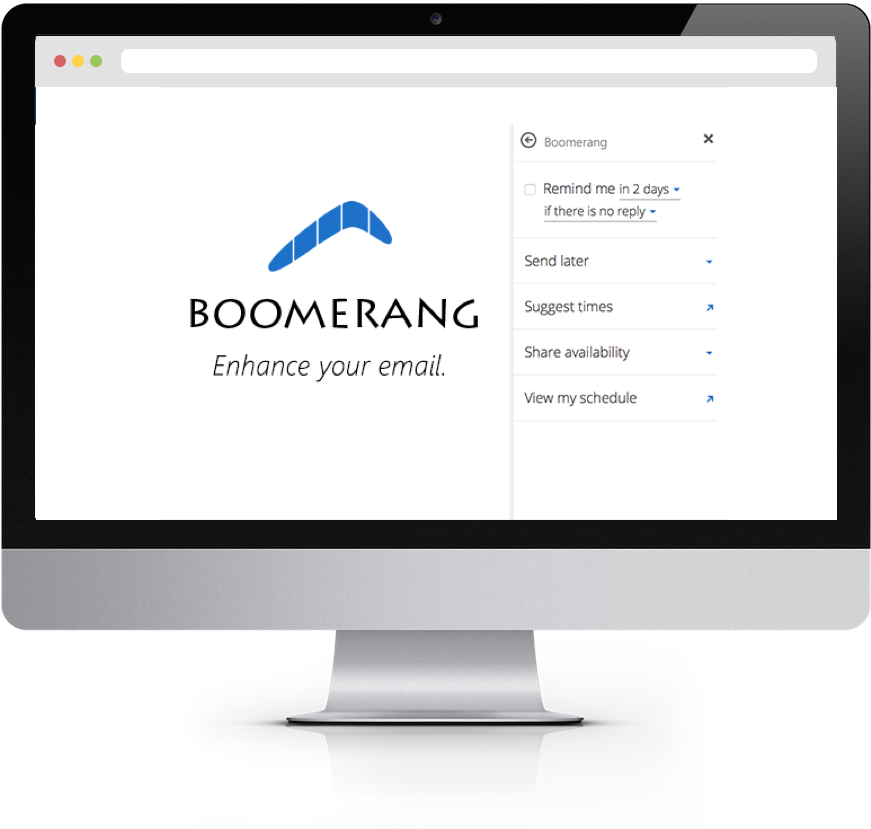 BOOMERANG
Enhance your email.
Boomerang
Remind me in 2 days
if there is no reply
Send later
Suggest times
Share availability
View my schedule